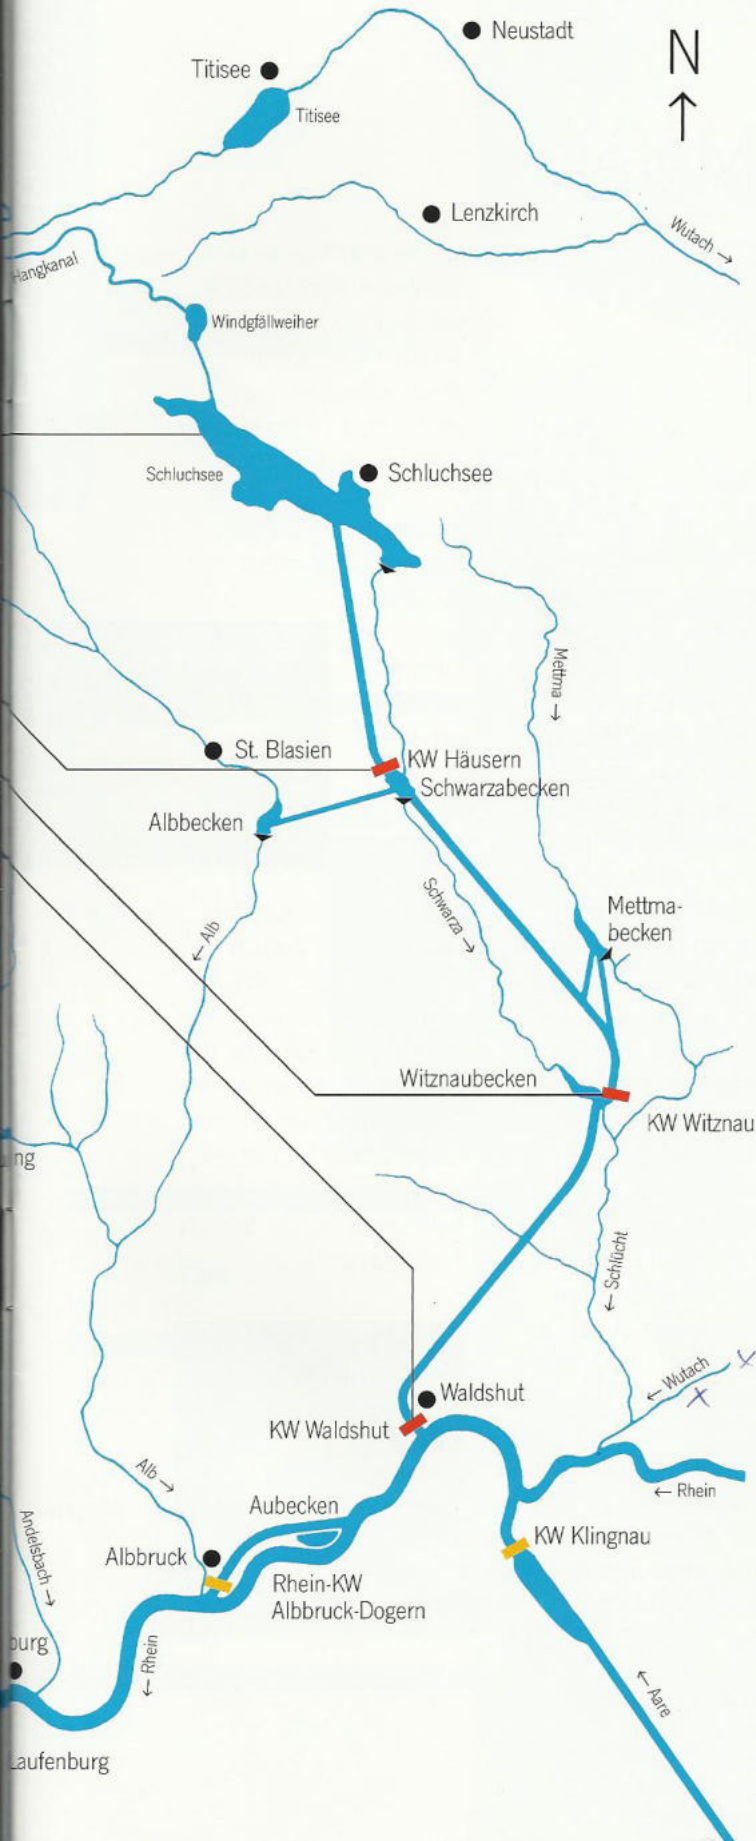 Neustadt
N
Titisee
Titisee
Lenzkirch
Wutach →
Hangkanal
Windgfällweiher
Schluchsee
Schluchsee
Mettma →
St. Blasien
KW Häusern
Schwarzabecken
Albbecken
Schwarza →
Mettma-
becken
← Alb
Witznaubecken
KW Witznau
ng
← Schlücht
← Wutach
Waldshut
KW Waldshut
Alb →
← Rhein
Aubecken
KW Klingnau
Andelsbach →
Albbruck
Rhein-KW
Albbruck-Dogern
burg
← Rhein
← Aare
Laufenburg